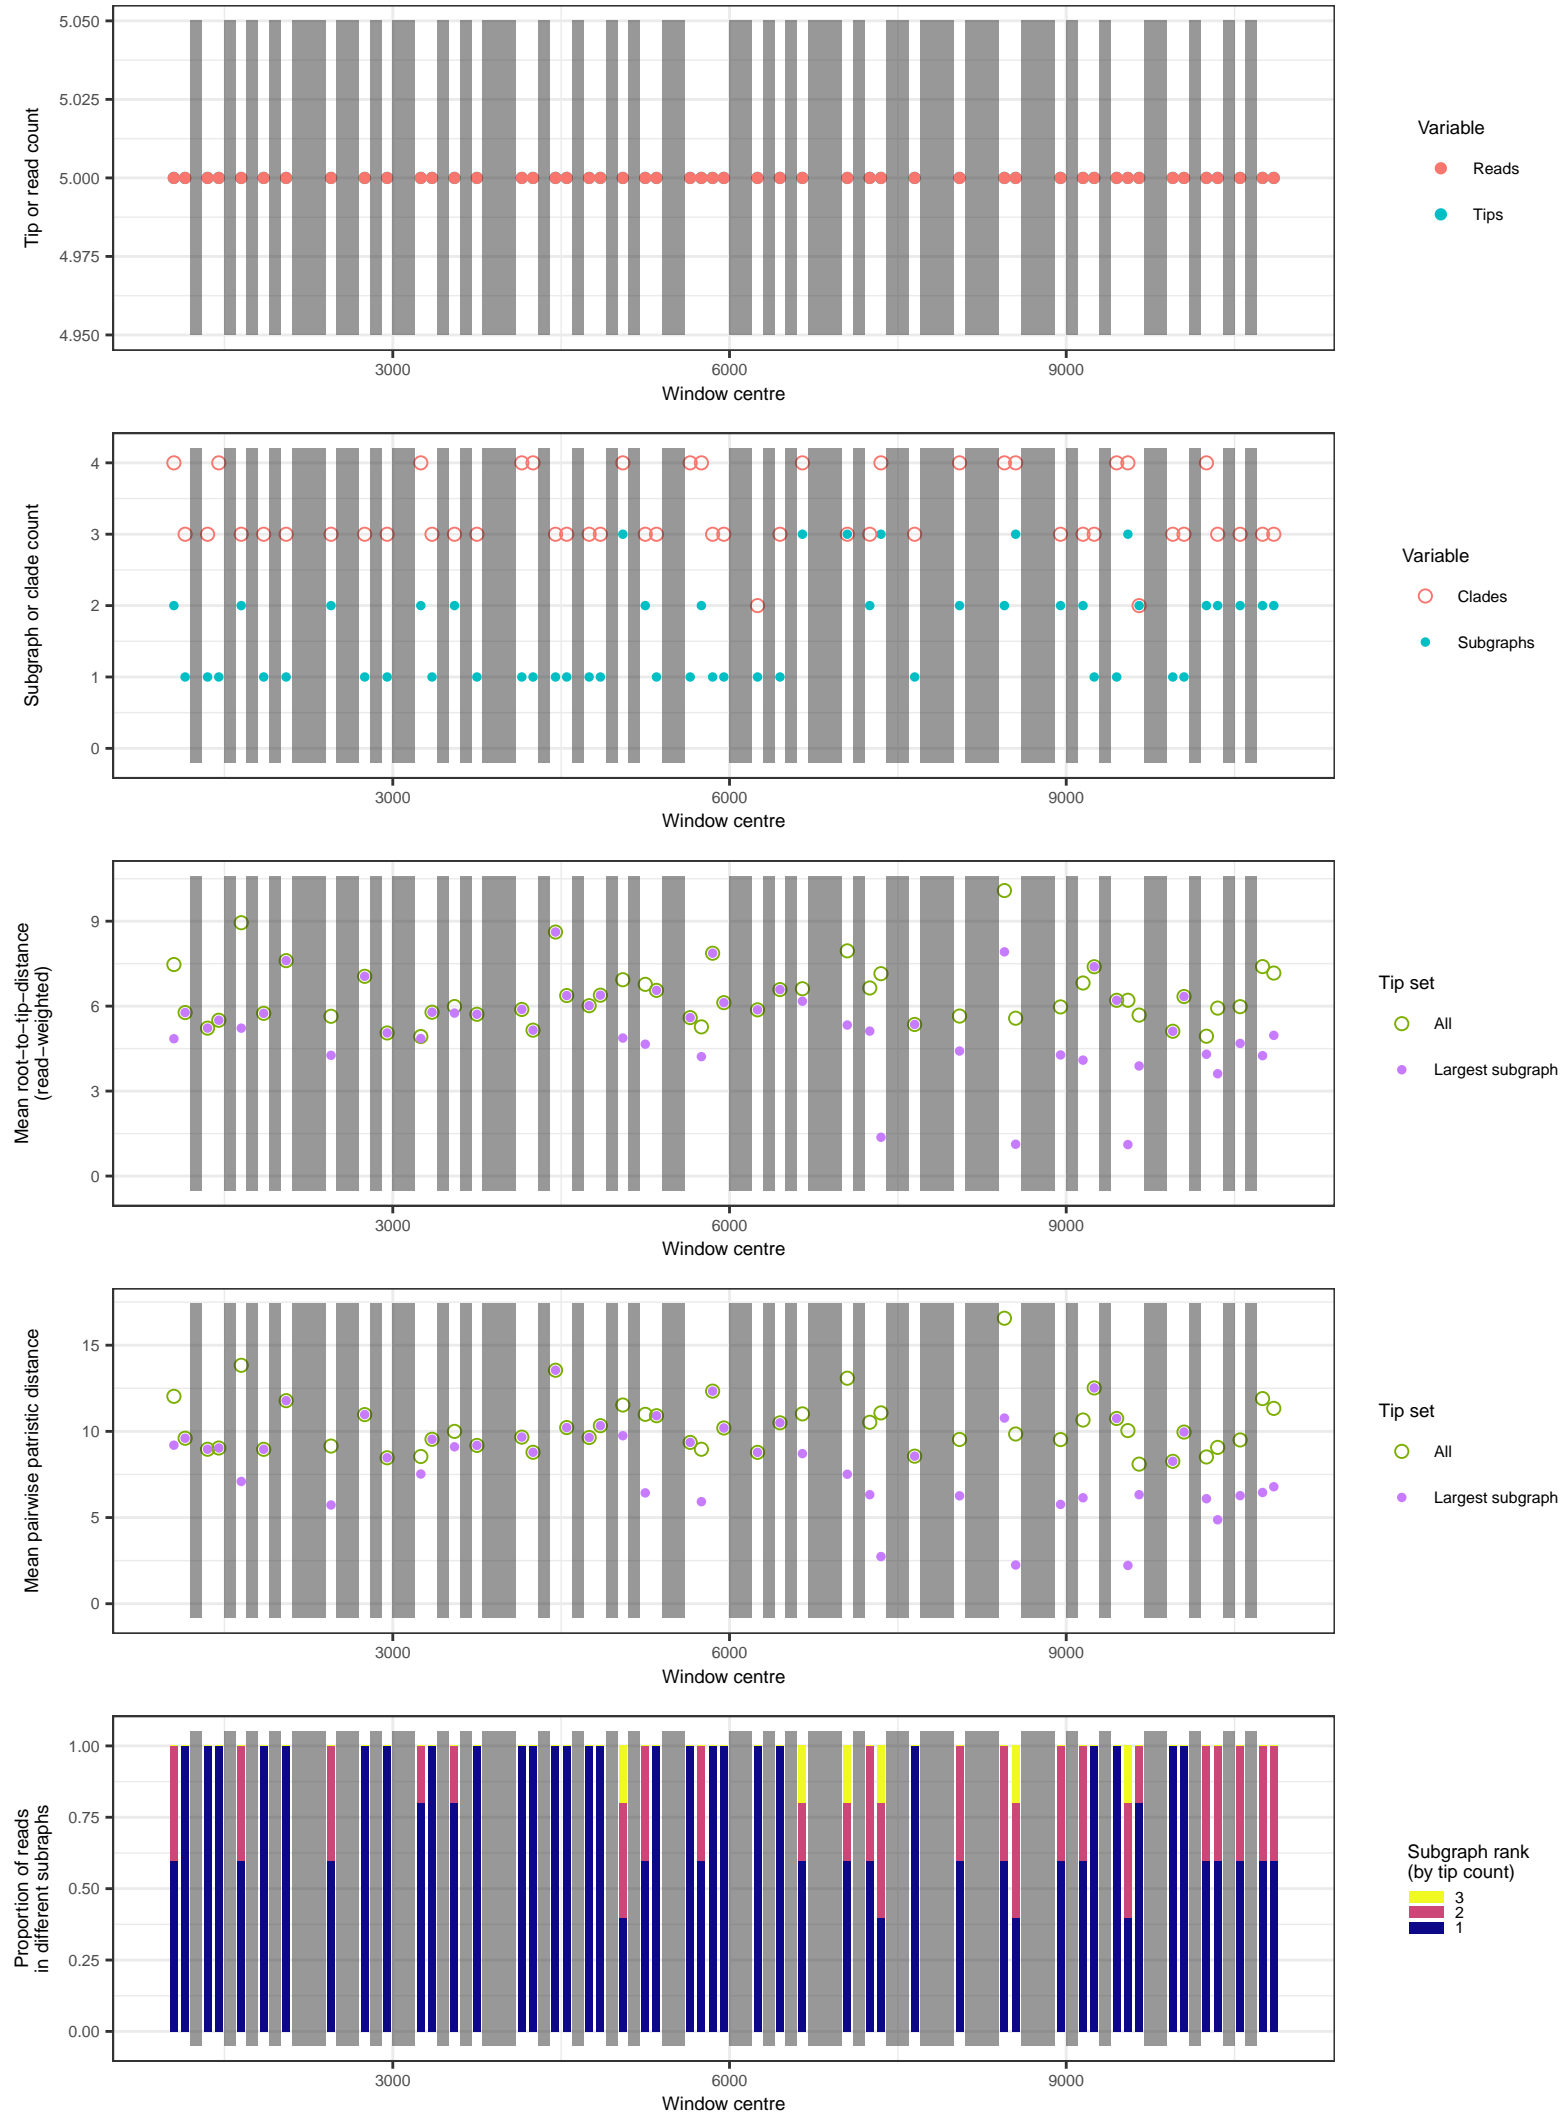 5.050
5.025
5.000
4.975
4.950
Tip or read count
3000 6000 9000
Window centre
Variable
Reads
Tips
4
3
2
1
0
Subgraph or clade count
3000 6000 9000
Window centre
Variable
Clades
Subgraphs
9
6
3
0
Mean root−to−tip−distance
(read−weighted)
3000 6000 9000
Window centre
Tip set
All
Largest subgraph
15
10
5
0
Mean pairwise patristic distance
3000 6000 9000
Window centre
Tip set
All
Largest subgraph
1.00
0.75
0.50
0.25
0.00
Proportion of reads
in different subraphs
3000 6000 9000
Window centre
Subgraph rank
(by tip count)
3
2
1